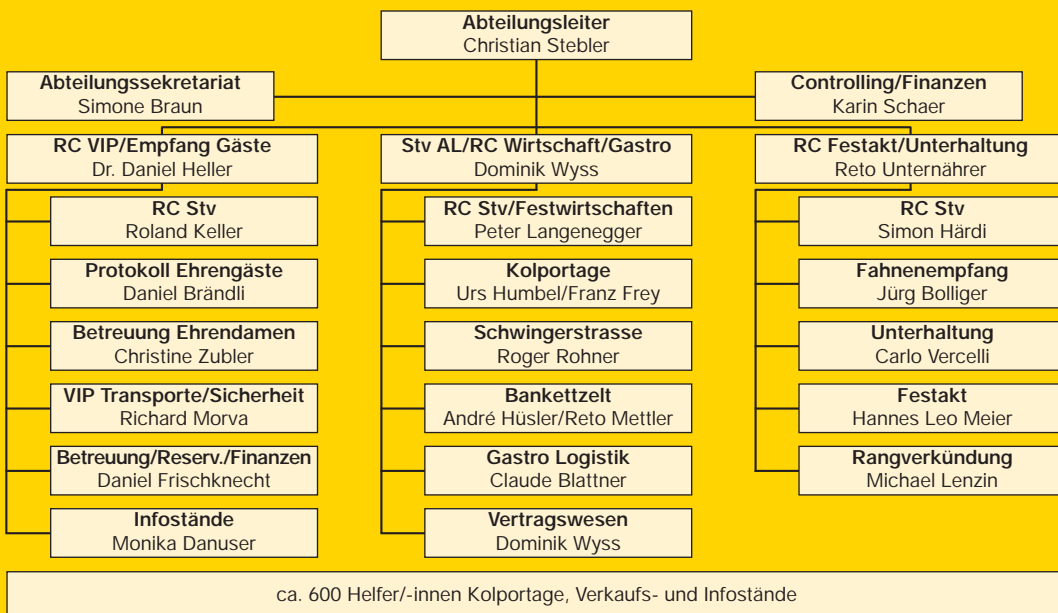 Abteilungsleiter
Christian Stebler
Abteilungssekretariat
Simone Braun
Controlling/Finanzen
Karin Schaer
RC VIP/Empfang Gäste
Dr. Daniel Heller
Stv AL/RC Wirtschaft/Gastro
Dominik Wyss
RC Festakt/Unterhaltung
Reto Unternährer
RC Stv
Roland Keller
Protokoll Ehrengäste
Daniel Brändli
Betreuung Ehrendamen
Christine Zubler
VIP Transporte/Sicherheit
Richard Morva
Betreuung/Reserv./Finanzen
Daniel Frischknecht
Infostände
Monika Danuser
RC Stv/Festwirtschaften
Peter Langenegger
Kolportage
Urs Humbel/Franz Frey
Schwingerstrasse
Roger Rohner
Bankettzelt
André Hüsler/Reto Mettler
Gastro Logistik
Claude Blattner
Vertragswesen
Dominik Wyss
RC Stv
Simon Härdi
Fahnenempfang
Jürg Bolliger
Unterhaltung
Carlo Vercelli
Festakt
Hannes Leo Meier
Rangverkündung
Michael Lenzin
ca. 600 Helfer/-innen Kolportage, Verkaufs- und Infostände